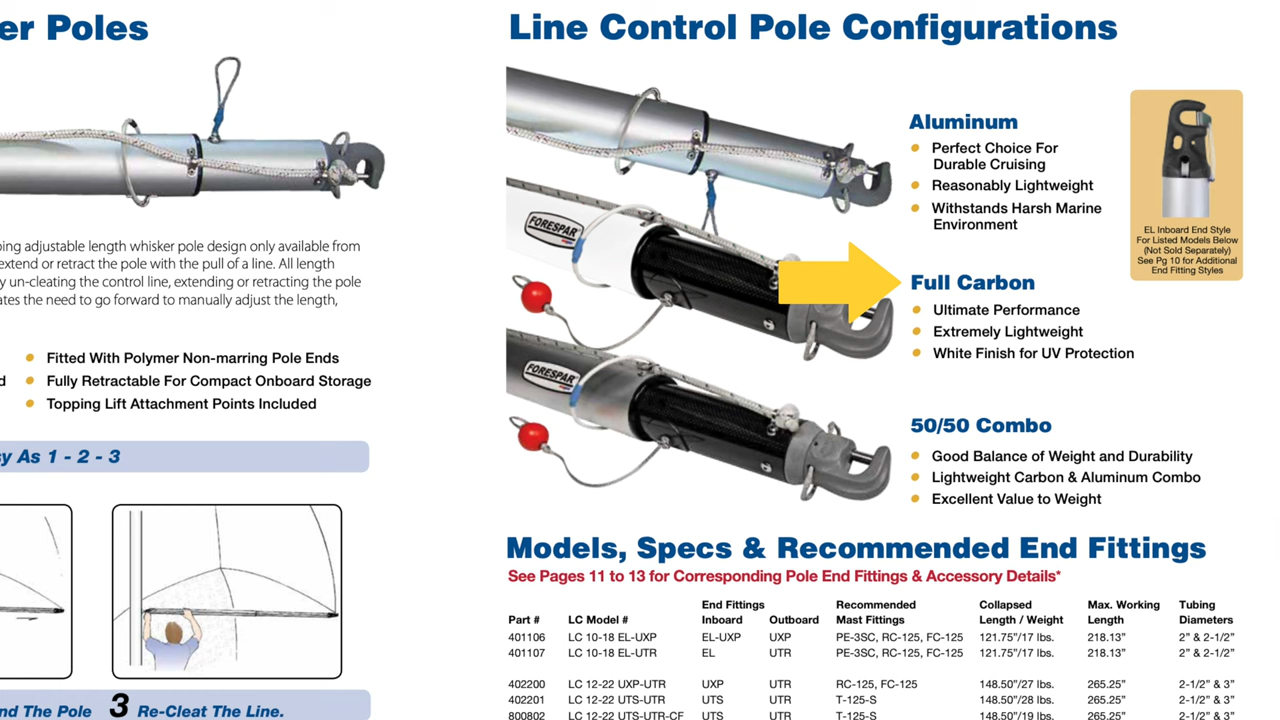 er Poles
ping adjustable length whisker pole design only available from
extend or retract the pole with the pull of a line. All length
y un-cleating the control line, extending or retracting the pole
ates the need to go forward to manually adjust the length,
Fitted With Polymer Non-marring Pole Ends
d
Fully Retractable For Compact Onboard Storage
Topping Lift Attachment Points Included
sy As 1 - 2 - 3
nd The Pole 3 Re-Cleat The Line.
Line Control Pole Configurations
FORESPAR
FORESPAR
Aluminum
Perfect Choice For
Durable Cruising
Reasonably Lightweight
Withstands Harsh Marine
Environment
EL Inboard End Style
For Listed Models Below
(Not Sold Separately)
See Pg 10 for Additional
End Fitting Styles
Full Carbon
Ultimate Performance
Extremely Lightweight
White Finish for UV Protection
50/50 Combo
Good Balance of Weight and Durability
Lightweight Carbon & Aluminum Combo
Excellent Value to Weight
Models, Specs & Recommended End Fittings
See Pages 11 to 13 for Corresponding Pole End Fittings & Accessory Details*
End Fittings Recommended Collapsed Max. Working Tubing
Part # LC Model # Inboard Outboard Mast Fittings Length / Weight Length Diameters
401106 LC 10-18 EL-UXP EL-UXP UXP PE-3SC, RC-125, FC-125 121.75”/17 lbs. 218.13” 2” & 2-1/2”
401107 LC 10-18 EL-UTR EL UTR PE-3SC, RC-125, FC-125 121.75”/17 lbs. 218.13” 2” & 2-1/2”
402200 LC 12-22 UXP-UTR UXP UTR RC-125, FC-125 148.50”/27 lbs. 265.25” 2-1/2” & 3”
402201 LC 12-22 UTS-UTR UTS UTR T-125-S 148.50”/28 lbs. 265.25” 2-1/2” & 3”
800802 LC 12-22 UTS-UTR-CF UTS UTR T-125-S 148.50”/19 lbs. 265.25” 2-1/2” & 3”